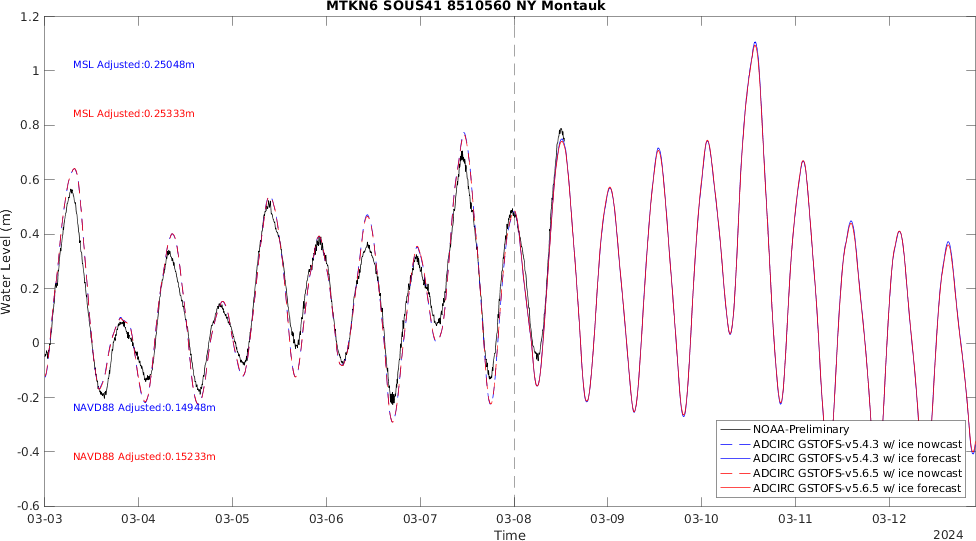 MTKN6 SOUS41 8510560 NY Montauk
1.2
1
0.8
0.6
0.4
0.2
0
-0.2
-0.4
-0.6
Water Level (m)
MSL Adjusted:0.25048m
MSL Adjusted:0.25333m
NAVD88 Adjusted:0.14948m
NAVD88 Adjusted:0.15233m
NOAA-Preliminary
ADCIRC GSTOFS-v5.4.3 w/ ice nowcast
ADCIRC GSTOFS-v5.4.3 w/ ice forecast
ADCIRC GSTOFS-v5.6.5 w/ ice nowcast
ADCIRC GSTOFS-v5.6.5 w/ ice forecast
03-03 03-04 03-05 03-06 03-07 03-08 03-09 03-10 03-11 03-12
Time
2024